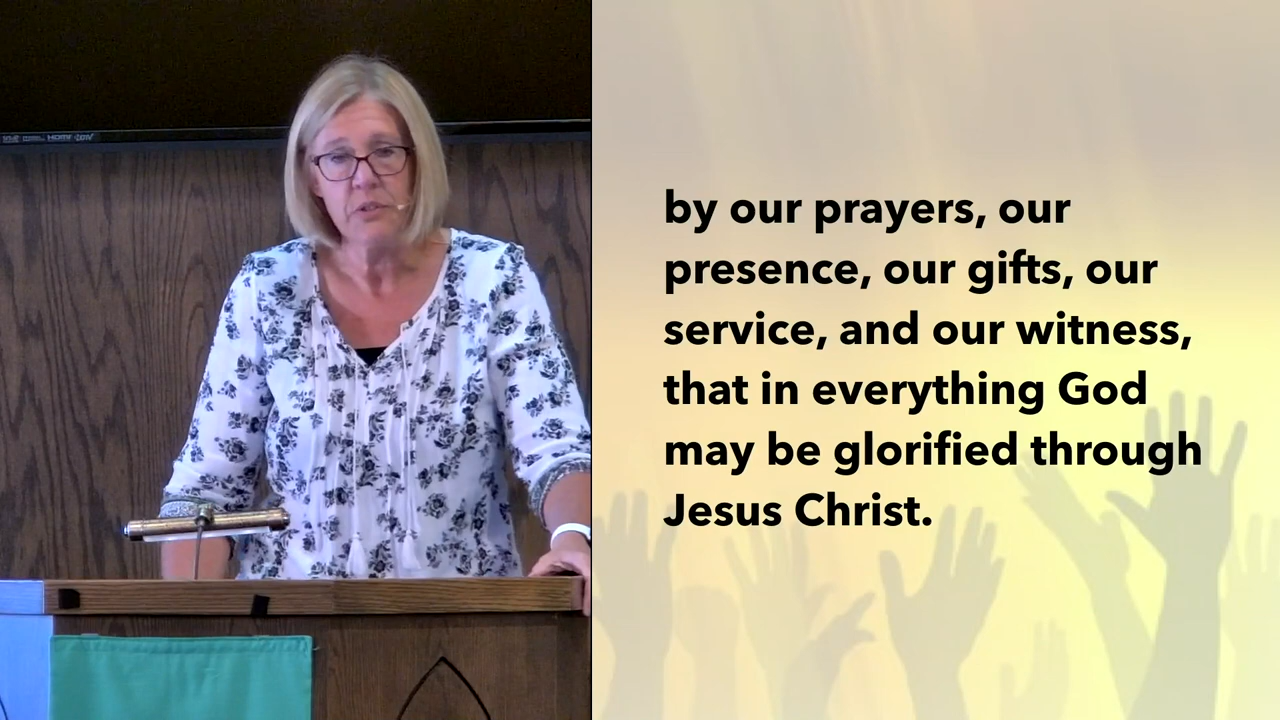 HDMI
by our prayers, our
presence, our gifts, our
service, and our witness,
that in everything God
may be glorified through
Jesus Christ.